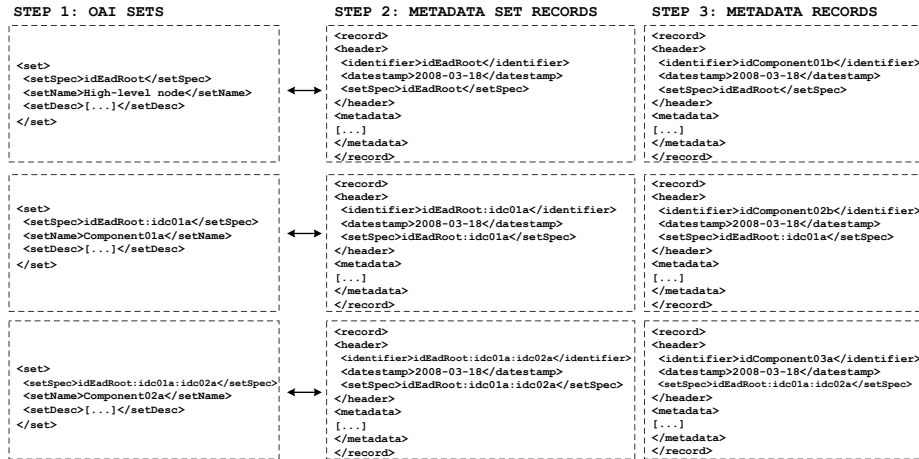 STEP 1: OAI SETS
<set>
<setSpec>idEadRoot</setSpec>
<setName>High-level node</setName>
<setDesc>[...]</setDesc>
</set>
<set>
<setSpec>idEadRoot:idc01a</setSpec>
<setName>Component01a</setName>
<setDesc>[...]</setDesc>
</set>
<set>
<setSpec>idEadRoot:idc01a:idc02a</setSpec>
<setName>Component02a</setName>
<setDesc>[...]</setDesc>
</set>
STEP 2: METADATA SET RECORDS
<record>
<header>
<identifier>idEadRoot</identifier>
<datestamp>2008-03-18</datestamp>
<setSpec>idEadRoot</setSpec>
</header>
<metadata>
[...]
</metadata>
</record>
<record>
<header>
<identifier>idEadRoot:idc01a</identifier>
<datestamp>2008-03-18</datestamp>
<setSpec>idEadRoot:idc01a</setSpec>
</header>
<metadata>
[...]
</metadata>
</record>
<record>
<header>
<identifier>idEadRoot:idc01a:idc02a</identifier>
<datestamp>2008-03-18</datestamp>
<setSpec>idEadRoot:idc01a:idc02a</setSpec>
</header>
<metadata>
[...]
</metadata>
</record>
STEP 3: METADATA RECORDS
<record>
<header>
<identifier>idComponent01b</identifier>
<datestamp>2008-03-18</datestamp>
<setSpec>idEadRoot</setSpec>
</header>
<metadata>
[...]
</metadata>
</record>
<record>
<header>
<identifier>idComponent02b</identifier>
<datestamp>2008-03-18</datestamp>
<setSpec>idEadRoot:idc01a</setSpec>
</header>
<metadata>
[...]
</metadata>
</record>
<record>
<header>
<identifier>idComponent03a</identifier>
<datestamp>2008-03-18</datestamp>
<setSpec>idEadRoot:idc01a:idc02a</setSpec>
</header>
<metadata>
[...]
</metadata>
</record>